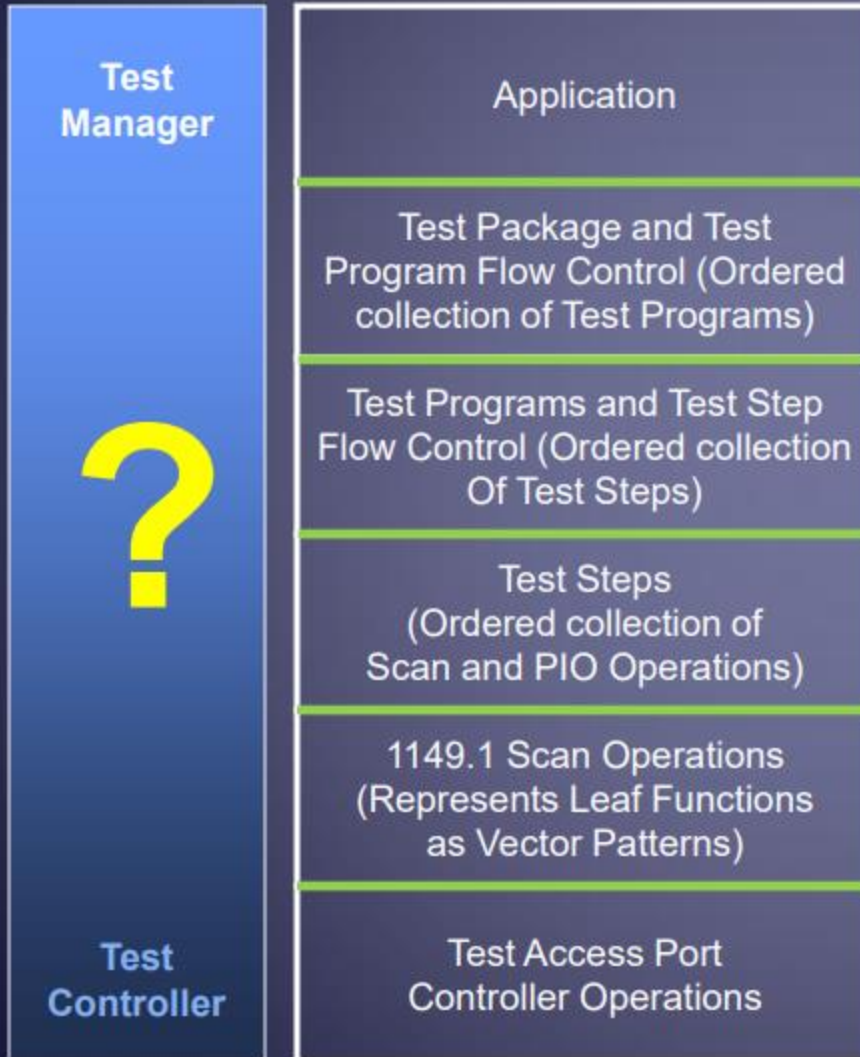 Test
Manager
?
Test
Controller
Application
Test Package and Test
Program Flow Control (Ordered
collection of Test Programs)
Test Programs and Test Step
Flow Control (Ordered collection
Of Test Steps)
Test Steps
(Ordered collection of
Scan and PIO Operations)
1149.1 Scan Operations
(Represents Leaf Functions
as Vector Patterns)
Test Access Port
Controller Operations